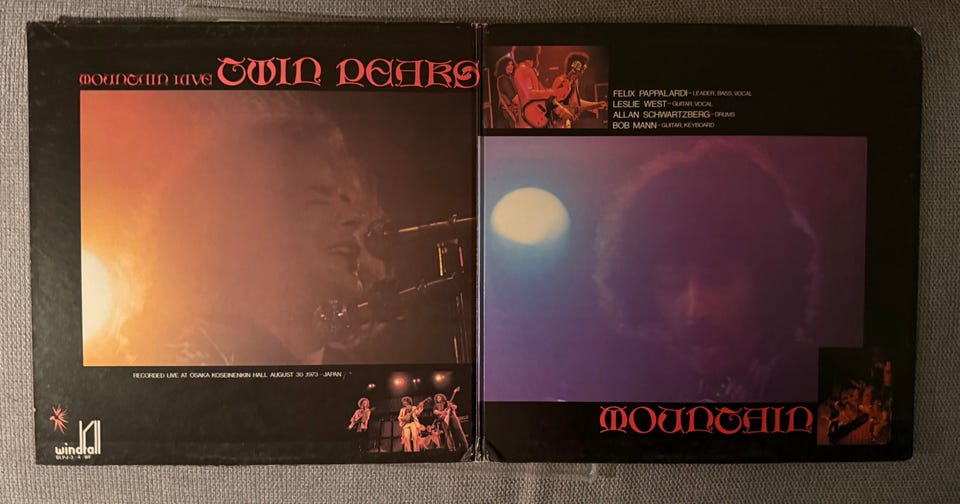 MOUNTAIN LIVE TWIN PEAKS
RECORDED LIVE AT OSAKA KOSEINENKIN HALL AUGUST 30 ,1973 - JAPAN
windfall
FELIX PAPPALARDI - LEADER, BASS, VOCAL
LESLIE WEST - GUITAR, VOCAL
ALLAN SCHWARTZBERG - DRUMS
BOB MANN - GUITAR, KEYBOARD
MOUNTAIN